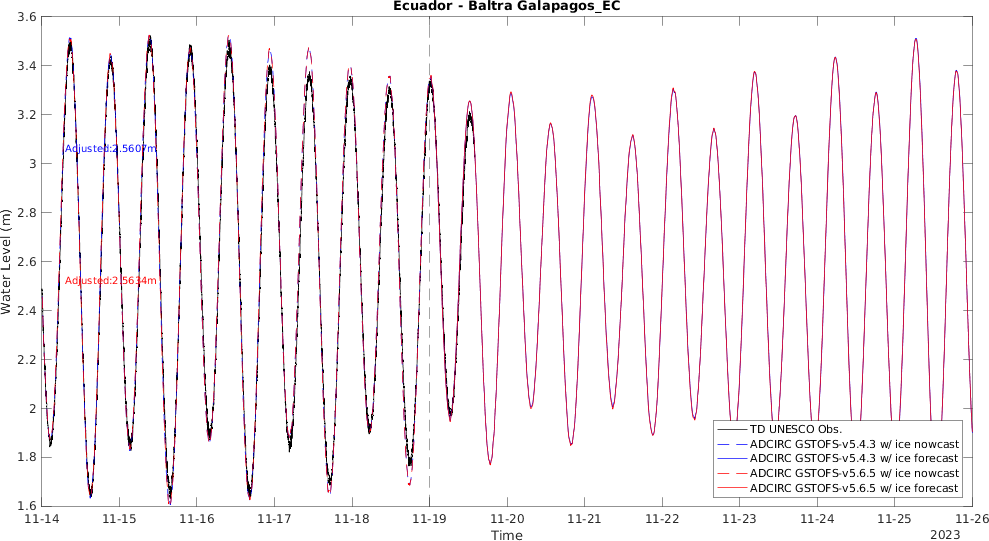 Ecuador - Baltra Galapagos_EC
3.6
3.4
3.2
3
2.8
2.6
2.4
2.2
2
1.8
1.6
Water Level (m)
Adjusted:2.5607m
Adjusted:2.5634m
TD UNESCO Obs.
ADCIRC GSTOFS-v5.4.3 w/ ice nowcast
ADCIRC GSTOFS-v5.4.3 w/ ice forecast
ADCIRC GSTOFS-v5.6.5 w/ ice nowcast
ADCIRC GSTOFS-v5.6.5 w/ ice forecast
11-14 11-15 11-16 11-17 11-18 11-19 11-20 11-21 11-22 11-23 11-24 11-25 11-26
Time
2023